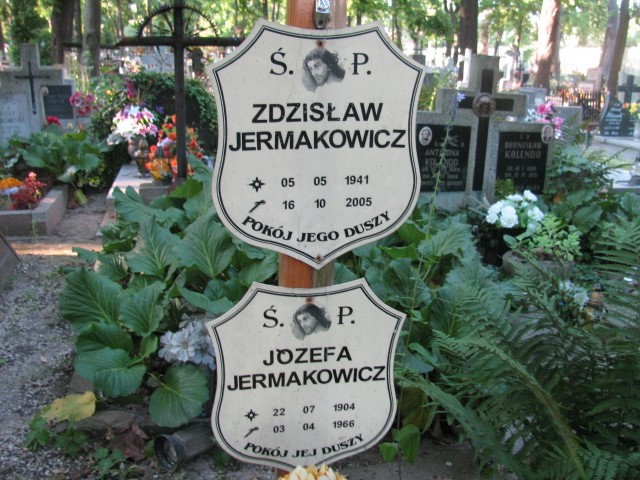 Ś. P.
ZDZISŁAW
JERMAKOWICZ
05 05 1941
16 10 2005
POKÓJ JEGO DUSZY
Ś. P.
JÓZEFA
JERMAKOWICZ
22 07 1904
03 04 1966
POKÓJ JEJ DUSZY
KOLENDO
BRONISŁAW
KOLENDO